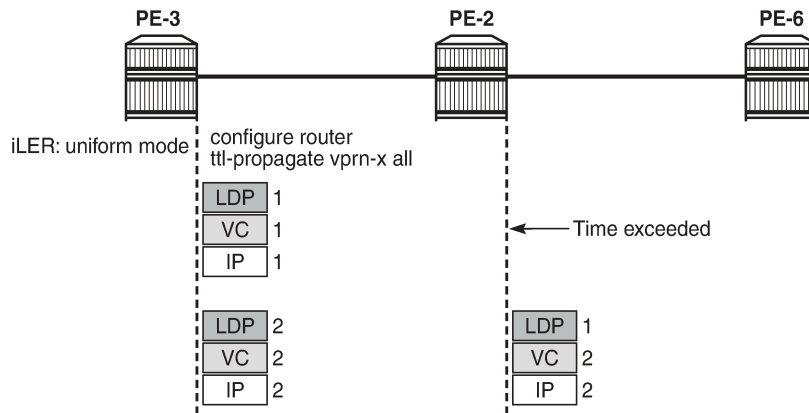 PE-3
PE-2
PE-6
iLER: uniform mode
configure router
ttl-propagate vprn-x all
LDP 1
VC 1
IP 1
Time exceeded
LDP 2
VC 2
IP 2
LDP 1
VC 2
IP 2